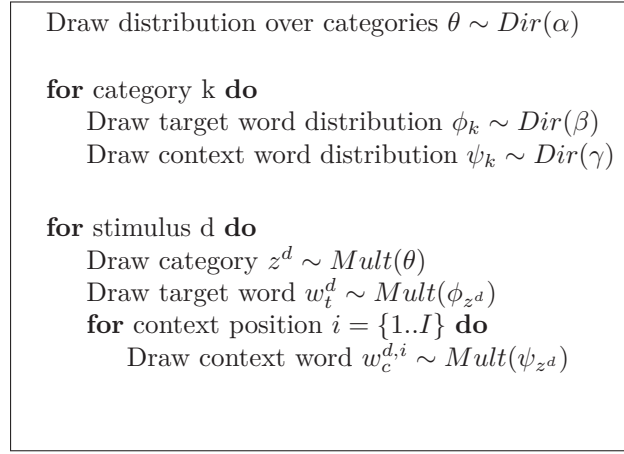 Draw distribution over categories θ ∼ Dir(α)
for category k do
Draw target word distribution ϕ_k ∼ Dir(β)
Draw context word distribution ψ_k ∼ Dir(γ)
for stimulus d do
Draw category z^d ∼ Mult(θ)
Draw target word w_t^d ∼ Mult(ϕ_{z^d})
for context position i = {1..I} do
Draw context word w_c^{d,i} ∼ Mult(ψ_{z^d})